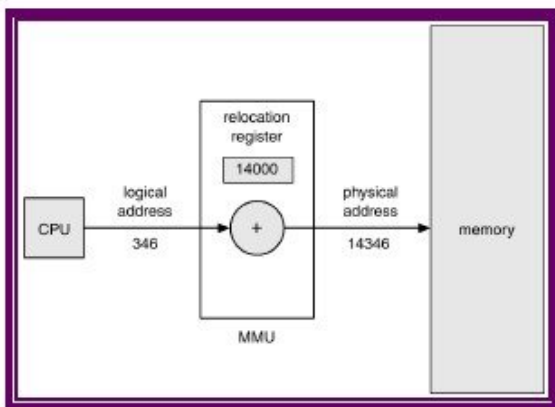 relocation
register
14000
logical
address
346
CPU
+
physical
address
14346
memory
MMU